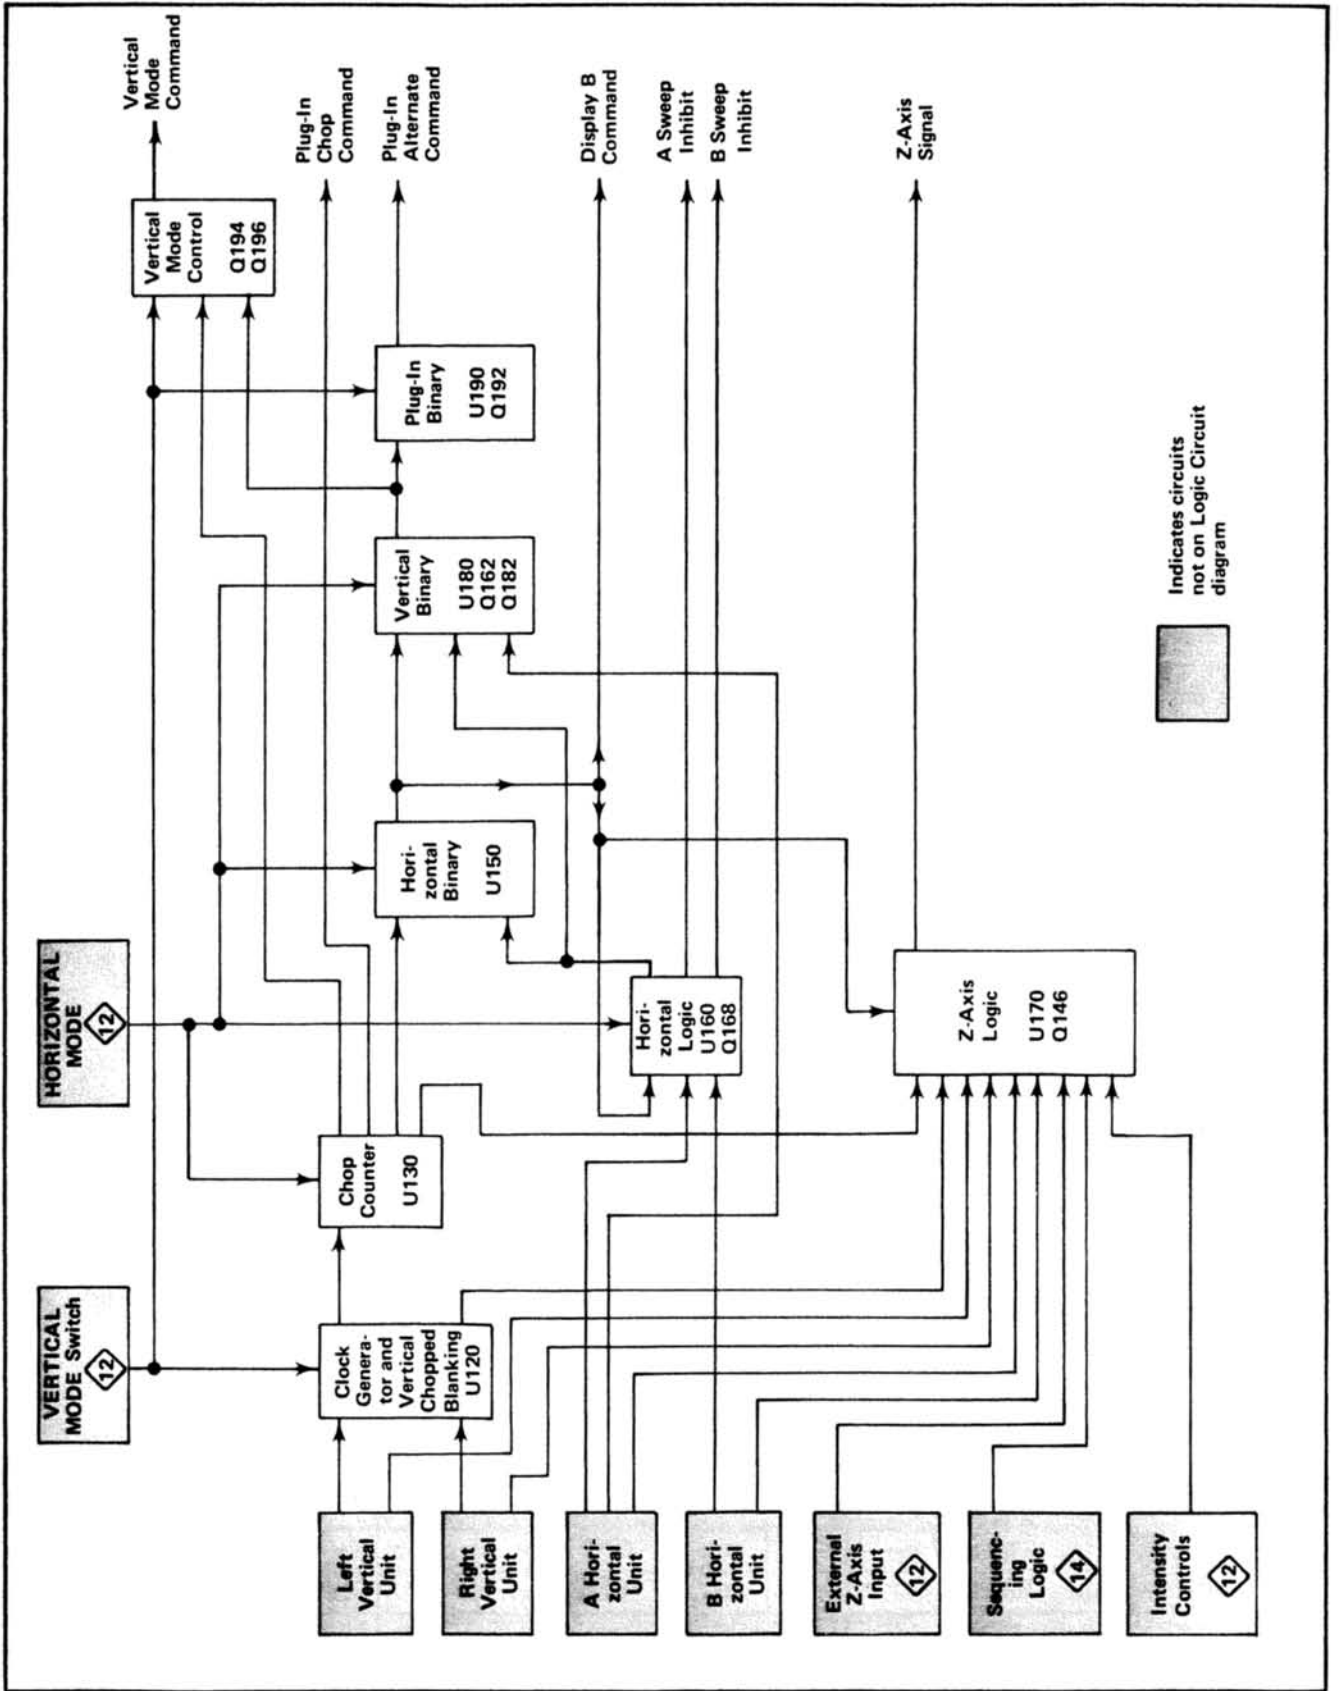 VERTICAL
MODE Switch
12
HORIZONTAL
MODE
12
Left
Vertical
Unit
Right
Vertical
Unit
A Hori-
zontal
Unit
B Hori-
zontal
Unit
External
Z-Axis
Input
12
Sequenc-
ing
Logic
14
Intensity
Controls
12
Clock
Genera-
tor and
Vertical
Chopped
Blanking
U120
Chop
Counter
U130
Hori-
zontal
Binary
U150
Hori-
zontal
Logic
U160
Q168
Z-Axis
Logic
U170
Q146
Vertical
Binary
U180
Q162
Q182
Plug-In
Binary
U190
Q192
Vertical
Mode
Control
Q194
Q196
Vertical
Mode
Command
Plug-In
Chop
Command
Plug-In
Alternate
Command
Display B
Command
A Sweep
Inhibit
B Sweep
Inhibit
Z-Axis
Signal
Indicates circuits
not on Logic Circuit
diagram